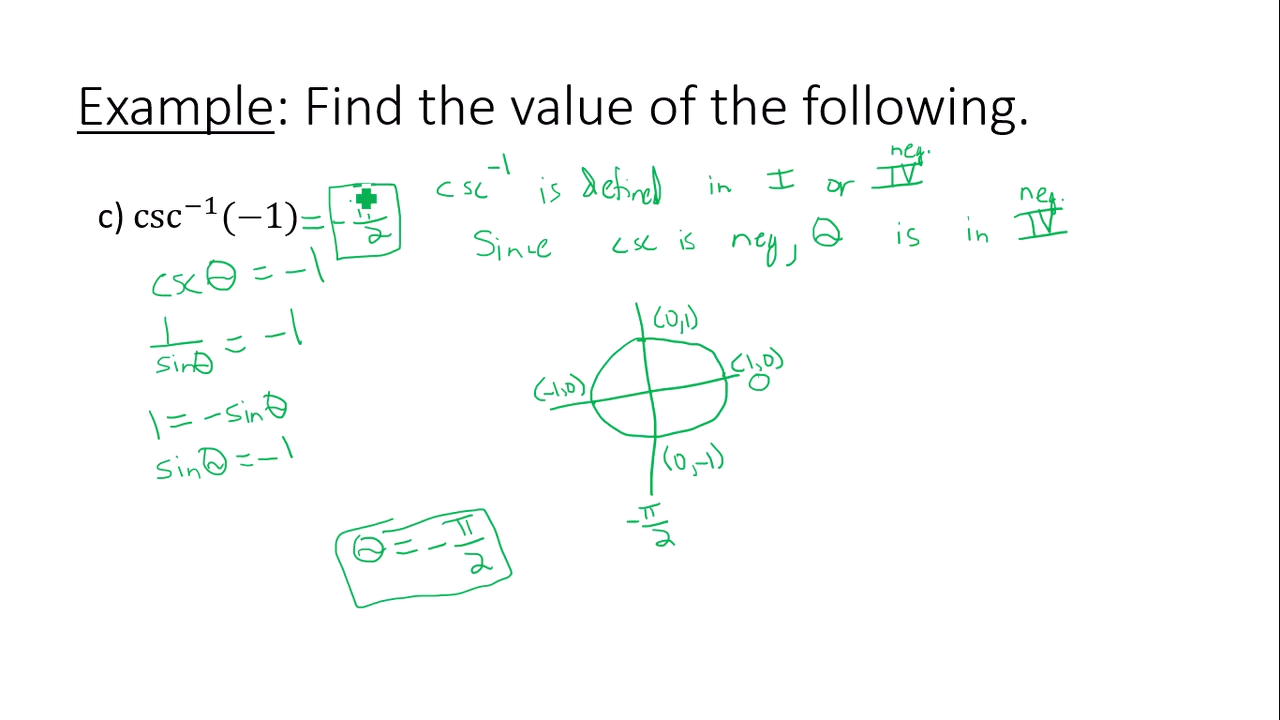 Example: Find the value of the following.
neg.
csc⁻¹ is defined in I or IV
c) csc⁻¹(−1) = -π/2
neg.
Since csc is neg, θ is in IV
cscθ = -1
1/sinθ = -1
1 = -sinθ
sinθ = -1
(0,1)
(1,0)
0
(-1,0)
(0,-1)
-π/2
θ = -π/2